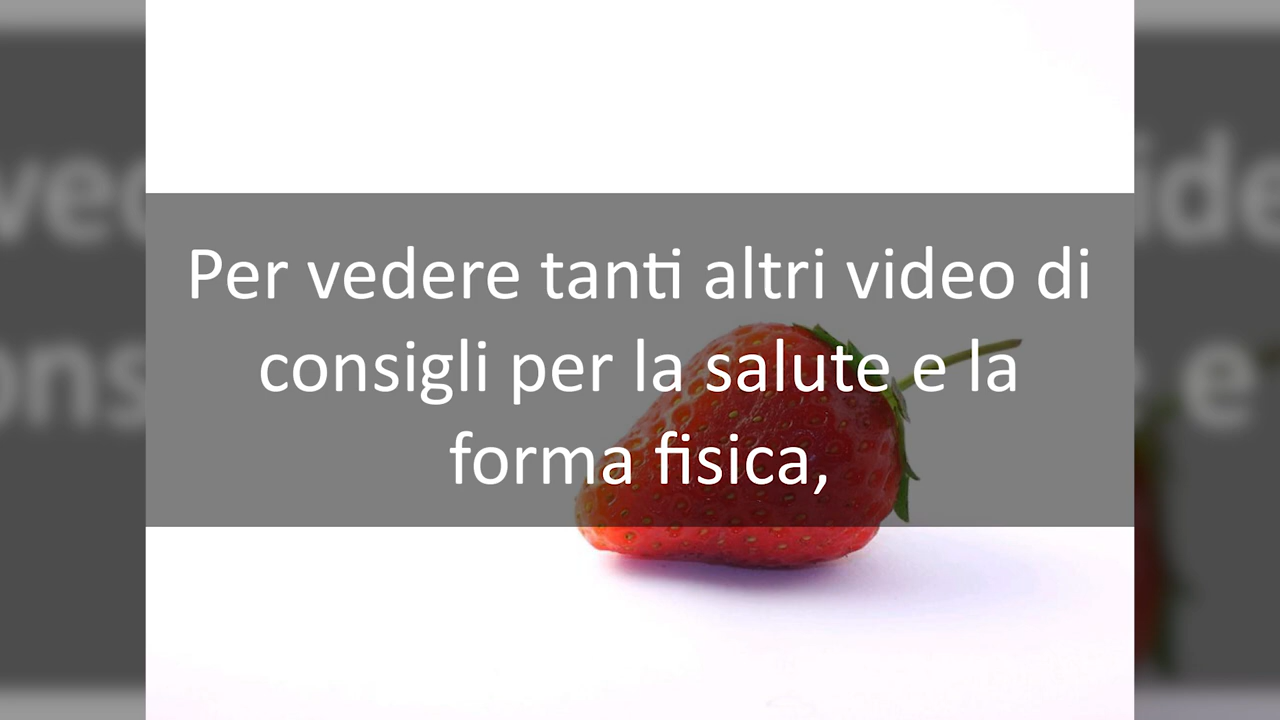 Per vedere tanti altri video di
consigli per la salute e la
forma fisica,